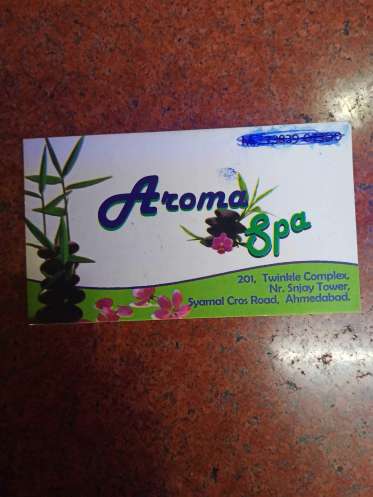 Aroma
Spa
201, Twinkle Complex,
Nr. Snjay Tower,
Syamal Cros Road, Ahmedabad.